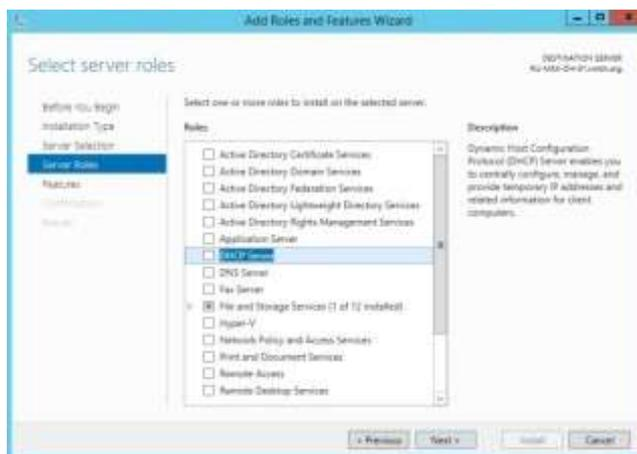 Add Roles and Features Wizard
Select server roles
DESTINATION SERVER
Before You Begin
Installation Type
Server Selection
Server Roles
Features
Confirmation
Results
Select one or more roles to install on the selected server.
Roles
Active Directory Certificate Services
Active Directory Domain Services
Active Directory Federation Services
Active Directory Lightweight Directory Services
Active Directory Rights Management Services
Application Server
DHCP Server
DNS Server
Fax Server
File and Storage Services (1 of 12 installed)
Hyper-V
Network Policy and Access Services
Print and Document Services
Remote Access
Remote Desktop Services
Description
Dynamic Host Configuration
Protocol (DHCP) Server enables you
to centrally configure, manage, and
provide temporary IP addresses and
related information for client
computers.
< Previous
Next >
Install
Cancel